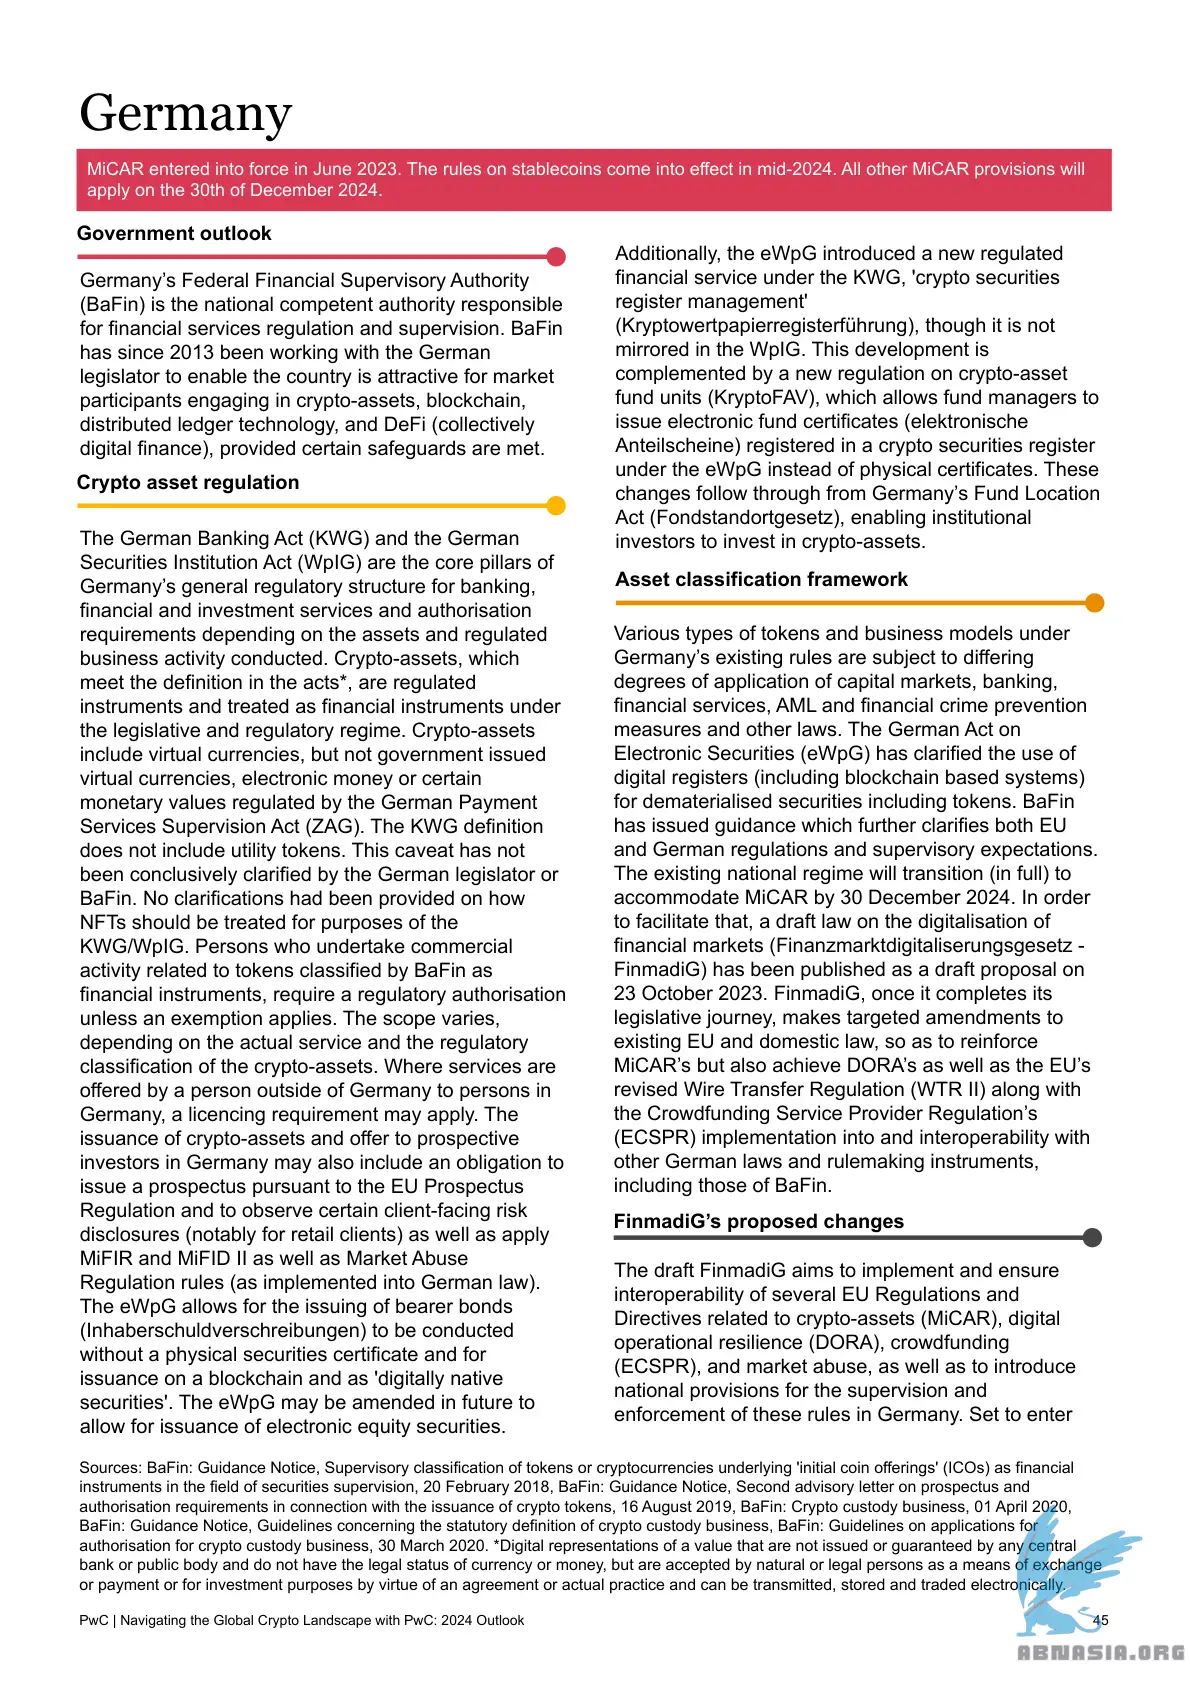 Germany
MiCAR entered into force in June 2023. The rules on stablecoins come into effect in mid-2024. All other MiCAR provisions will
apply on the 30th of December 2024.
Government outlook
Germany’s Federal Financial Supervisory Authority
(BaFin) is the national competent authority responsible
for financial services regulation and supervision. BaFin
has since 2013 been working with the German
legislator to enable the country is attractive for market
participants engaging in crypto-assets, blockchain,
distributed ledger technology, and DeFi (collectively
digital finance), provided certain safeguards are met.
Crypto asset regulation
The German Banking Act (KWG) and the German
Securities Institution Act (WpIG) are the core pillars of
Germany’s general regulatory structure for banking,
financial and investment services and authorisation
requirements depending on the assets and regulated
business activity conducted. Crypto-assets, which
meet the definition in the acts*, are regulated
instruments and treated as financial instruments under
the legislative and regulatory regime. Crypto-assets
include virtual currencies, but not government issued
virtual currencies, electronic money or certain
monetary values regulated by the German Payment
Services Supervision Act (ZAG). The KWG definition
does not include utility tokens. This caveat has not
been conclusively clarified by the German legislator or
BaFin. No clarifications had been provided on how
NFTs should be treated for purposes of the
KWG/WpIG. Persons who undertake commercial
activity related to tokens classified by BaFin as
financial instruments, require a regulatory authorisation
unless an exemption applies. The scope varies,
depending on the actual service and the regulatory
classification of the crypto-assets. Where services are
offered by a person outside of Germany to persons in
Germany, a licencing requirement may apply. The
issuance of crypto-assets and offer to prospective
investors in Germany may also include an obligation to
issue a prospectus pursuant to the EU Prospectus
Regulation and to observe certain client-facing risk
disclosures (notably for retail clients) as well as apply
MiFIR and MiFID II as well as Market Abuse
Regulation rules (as implemented into German law).
The eWpG allows for the issuing of bearer bonds
(Inhaberschuldverschreibungen) to be conducted
without a physical securities certificate and for
issuance on a blockchain and as 'digitally native
securities'. The eWpG may be amended in future to
allow for issuance of electronic equity securities.
Additionally, the eWpG introduced a new regulated
financial service under the KWG, 'crypto securities
register management'
(Kryptowertpapierregisterführung), though it is not
mirrored in the WpIG. This development is
complemented by a new regulation on crypto-asset
fund units (KryptoFAV), which allows fund managers to
issue electronic fund certificates (elektronische
Anteilscheine) registered in a crypto securities register
under the eWpG instead of physical certificates. These
changes follow through from Germany’s Fund Location
Act (Fondstandortgesetz), enabling institutional
investors to invest in crypto-assets.
Asset classification framework
Various types of tokens and business models under
Germany’s existing rules are subject to differing
degrees of application of capital markets, banking,
financial services, AML and financial crime prevention
measures and other laws. The German Act on
Electronic Securities (eWpG) has clarified the use of
digital registers (including blockchain based systems)
for dematerialised securities including tokens. BaFin
has issued guidance which further clarifies both EU
and German regulations and supervisory expectations.
The existing national regime will transition (in full) to
accommodate MiCAR by 30 December 2024. In order
to facilitate that, a draft law on the digitalisation of
financial markets (Finanzmarktdigitaliserungsgesetz -
FinmadiG) has been published as a draft proposal on
23 October 2023. FinmadiG, once it completes its
legislative journey, makes targeted amendments to
existing EU and domestic law, so as to reinforce
MiCAR’s but also achieve DORA’s as well as the EU’s
revised Wire Transfer Regulation (WTR II) along with
the Crowdfunding Service Provider Regulation’s
(ECSPR) implementation into and interoperability with
other German laws and rulemaking instruments,
including those of BaFin.
FinmadiG’s proposed changes
The draft FinmadiG aims to implement and ensure
interoperability of several EU Regulations and
Directives related to crypto-assets (MiCAR), digital
operational resilience (DORA), crowdfunding
(ECSPR), and market abuse, as well as to introduce
national provisions for the supervision and
enforcement of these rules in Germany. Set to enter
Sources: BaFin: Guidance Notice, Supervisory classification of tokens or cryptocurrencies underlying 'initial coin offerings' (ICOs) as financial
instruments in the field of securities supervision, 20 February 2018, BaFin: Guidance Notice, Second advisory letter on prospectus and
authorisation requirements in connection with the issuance of crypto tokens, 16 August 2019, BaFin: Crypto custody business, 01 April 2020,
BaFin: Guidance Notice, Guidelines concerning the statutory definition of crypto custody business, BaFin: Guidelines on applications for
authorisation for crypto custody business, 30 March 2020. *Digital representations of a value that are not issued or guaranteed by any central
bank or public body and do not have the legal status of currency or money, but are accepted by natural or legal persons as a means of exchange
or payment or for investment purposes by virtue of an agreement or actual practice and can be transmitted, stored and traded electronically.
PwC | Navigating the Global Crypto Landscape with PwC: 2024 Outlook
45
ABNASIA.ORG